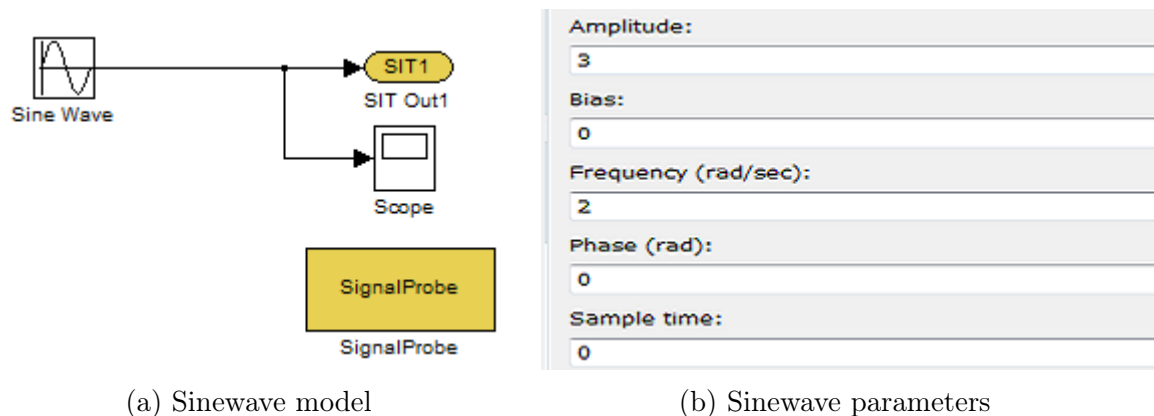 SIT1
SIT Out1
Sine Wave
Scope
SignalProbe
SignalProbe
Amplitude:
3
Bias:
0
Frequency (rad/sec):
2
Phase (rad):
0
Sample time:
0
(a) Sinewave model
(b) Sinewave parameters